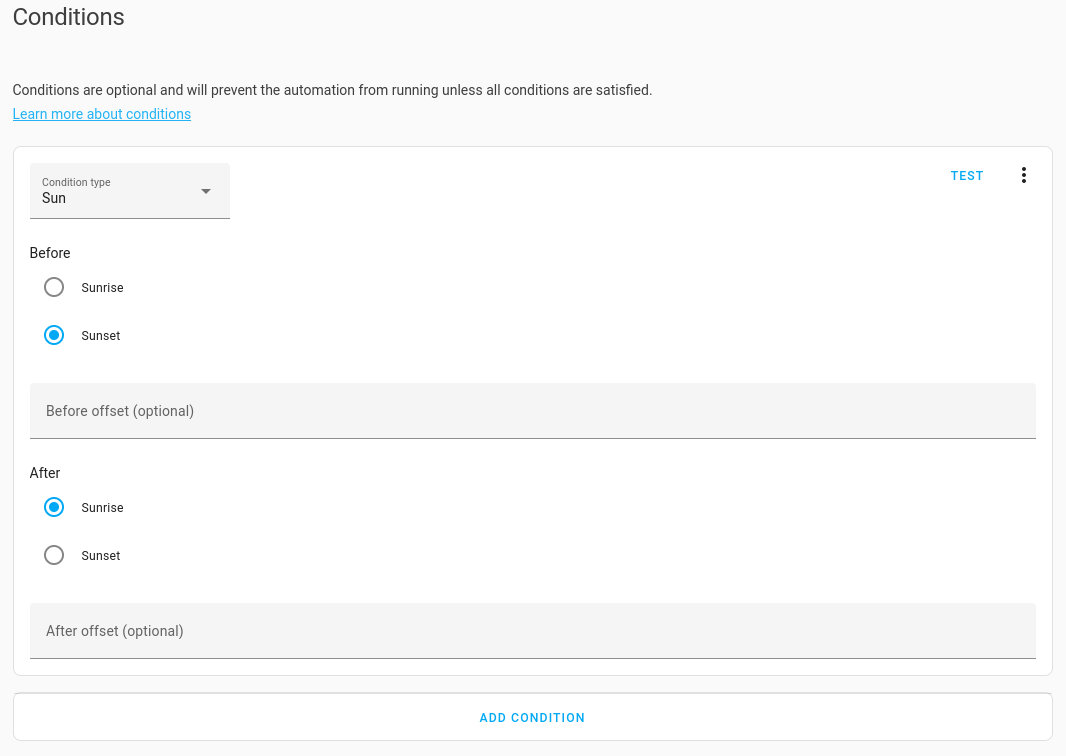 Conditions
Conditions are optional and will prevent the automation from running unless all conditions are satisfied.
Learn more about conditions
Condition type
Sun
TEST
Before
Sunrise
Sunset
Before offset (optional)
After
Sunrise
Sunset
After offset (optional)
ADD CONDITION